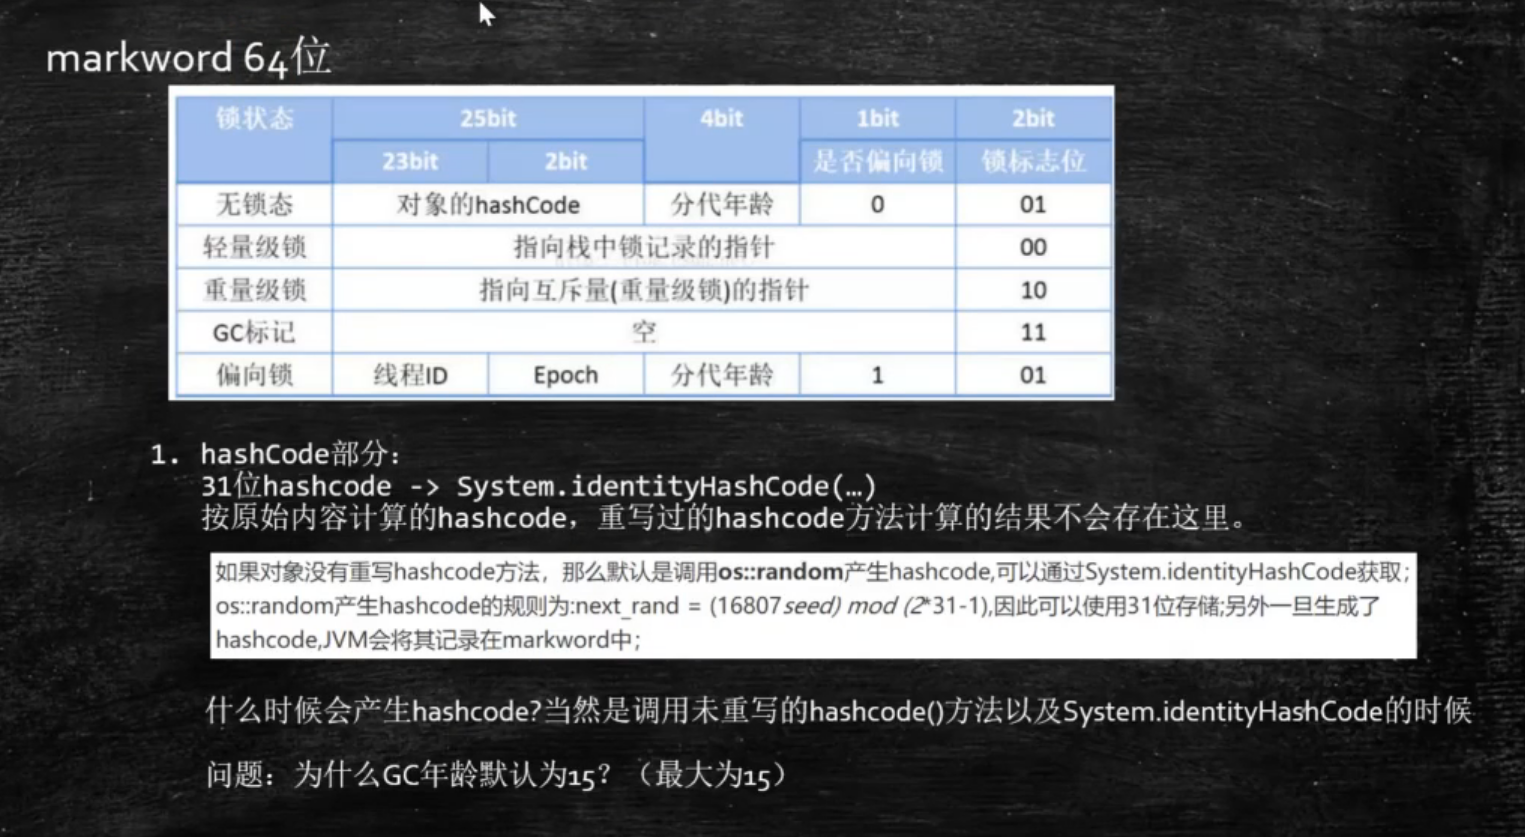 markword 64位
锁状态 25bit 4bit 1bit 2bit
23bit 2bit 是否偏向锁 锁标志位
无锁态 对象的hashCode 分代年龄 0 01
轻量级锁 指向栈中锁记录的指针 00
重量级锁 指向互斥量(重量级锁)的指针 10
GC标记 空 11
偏向锁 线程ID Epoch 分代年龄 1 01
1. hashCode部分：
31位hashcode -> System.identityHashCode(…)
按原始内容计算的hashcode，重写过的hashcode方法计算的结果不会存在这里。
如果对象没有重写hashcode方法，那么默认是调用os::random产生hashcode,可以通过System.identityHashCode获取；
os::random产生hashcode的规则为:next_rand = (16807seed) mod (2*31-1),因此可以使用31位存储;另外一旦生成了
hashcode,JVM会将其记录在markword中；
什么时候会产生hashcode?当然是调用未重写的hashcode()方法以及System.identityHashCode的时候
问题：为什么GC年龄默认为15？（最大为15）